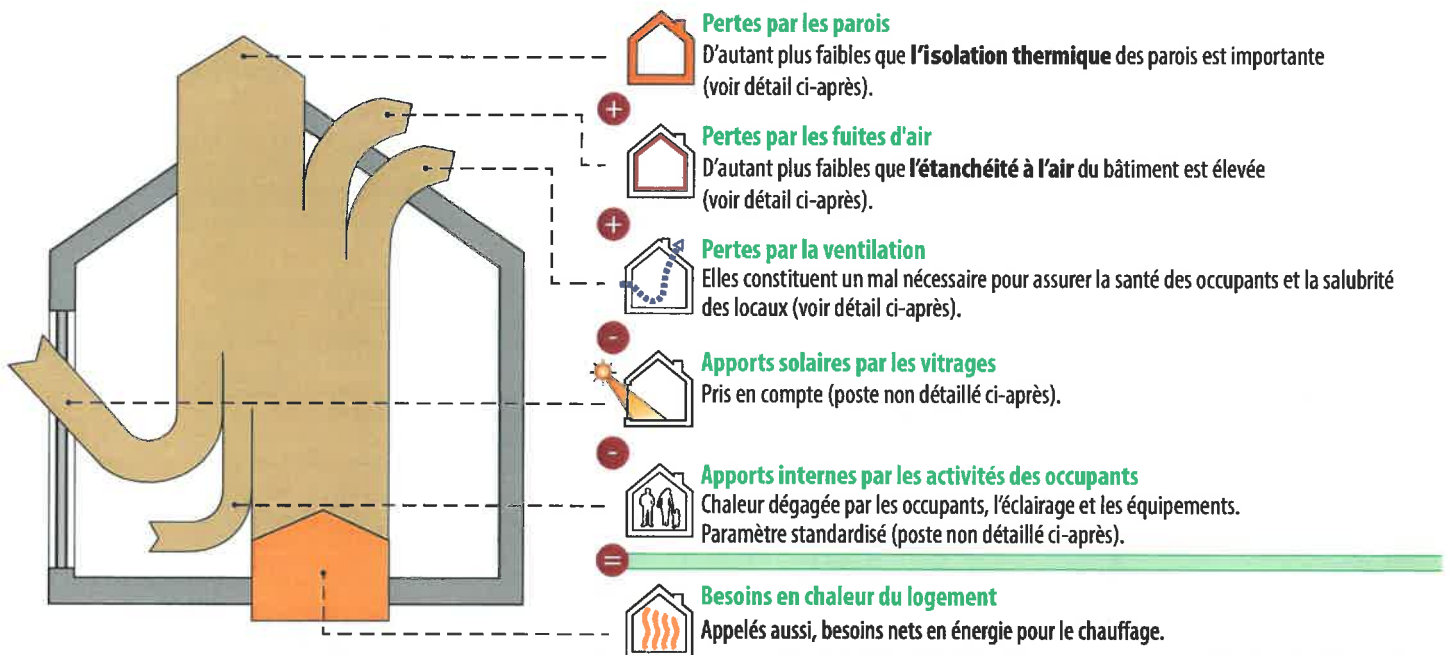 Pertes par les parois
D'autant plus faibles que l'isolation thermique des parois est importante
(voir détail ci-après).
+
Pertes par les fuites d'air
D'autant plus faibles que l'étanchéité à l'air du bâtiment est élevée
(voir détail ci-après).
+
Pertes par la ventilation
Elles constituent un mal nécessaire pour assurer la santé des occupants et la salubrité
des locaux (voir détail ci-après).
-
Apports solaires par les vitrages
Pris en compte (poste non détaillé ci-après).
-
Apports internes par les activités des occupants
Chaleur dégagée par les occupants, l'éclairage et les équipements.
Paramètre standardisé (poste non détaillé ci-après).
=
Besoins en chaleur du logement
Appelés aussi, besoins nets en énergie pour le chauffage.